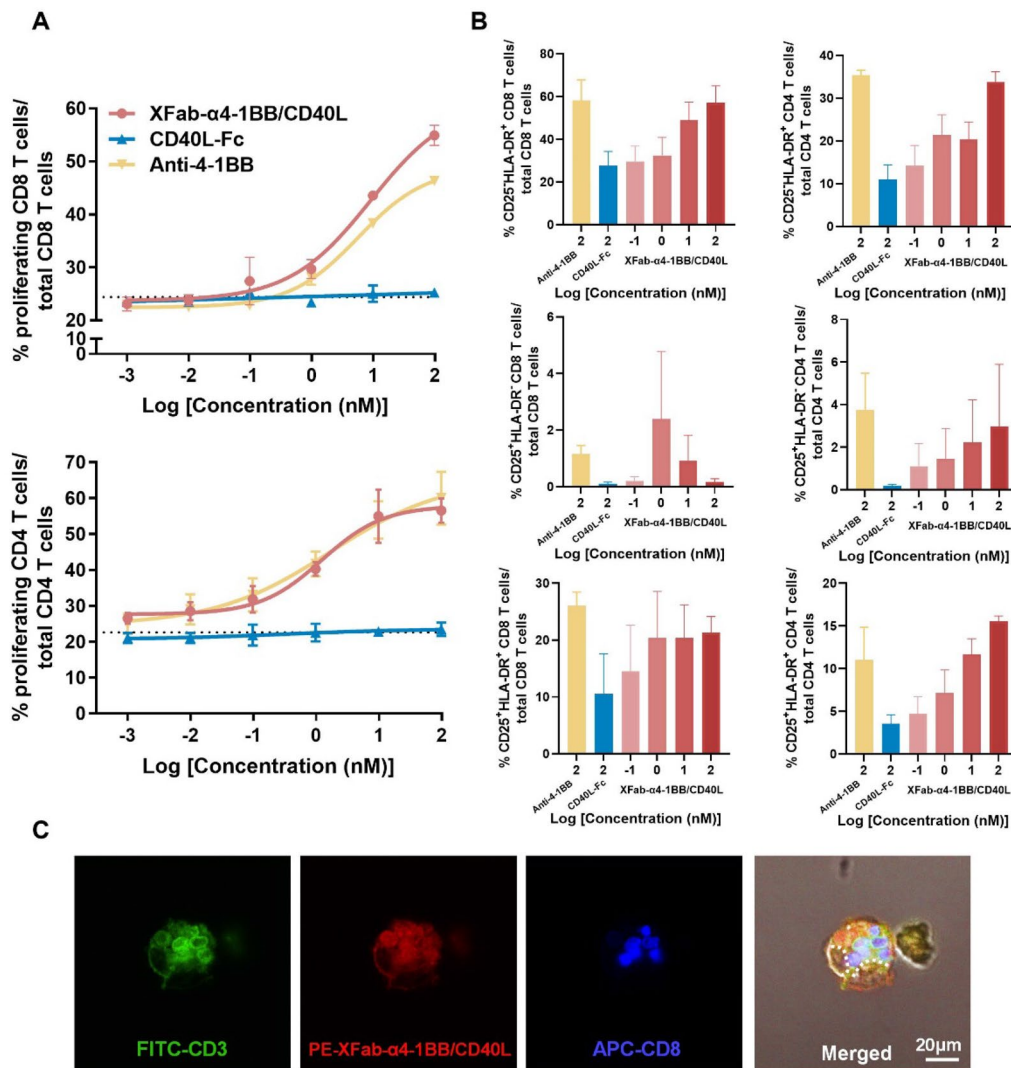 A
% proliferating CD8 T cells/
total CD8 T cells
60
50
40
30
20
10
0
XFab-α4-1BB/CD40L
CD40L-Fc
Anti-4-1BB
-3 -2 -1 0 1 2
Log [Concentration (nM)]
% proliferating CD4 T cells/
total CD4 T cells
70
60
50
40
30
20
10
0
-3 -2 -1 0 1 2
Log [Concentration (nM)]
B
% CD25⁻HLA-DR⁺ CD8 T cells/
total CD8 T cells
80
60
40
20
0
2 2 -1 0 1 2
Anti-4-1BB CD40L-Fc XFab-α4-1BB/CD40L
Log [Concentration (nM)]
% CD25⁻HLA-DR⁺ CD4 T cells/
total CD4 T cells
40
30
20
10
0
2 2 -1 0 1 2
Anti-4-1BB CD40L-Fc XFab-α4-1BB/CD40L
Log [Concentration (nM)]
% CD25⁺HLA-DR⁻ CD8 T cells/
total CD8 T cells
6
4
2
0
2 2 -1 0 1 2
Anti-4-1BB CD40L-Fc XFab-α4-1BB/CD40L
Log [Concentration (nM)]
% CD25⁺HLA-DR⁻ CD4 T cells/
total CD4 T cells
8
6
4
2
0
2 2 -1 0 1 2
Anti-4-1BB CD40L-Fc XFab-α4-1BB/CD40L
Log [Concentration (nM)]
% CD25⁺HLA-DR⁺ CD8 T cells/
total CD8 T cells
30
20
10
0
2 2 -1 0 1 2
Anti-4-1BB CD40L-Fc XFab-α4-1BB/CD40L
Log [Concentration (nM)]
% CD25⁺HLA-DR⁺ CD4 T cells/
total CD4 T cells
20
15
10
5
0
2 2 -1 0 1 2
Anti-4-1BB CD40L-Fc XFab-α4-1BB/CD40L
Log [Concentration (nM)]
C
FITC-CD3
PE-XFab-α4-1BB/CD40L
APC-CD8
Merged
20μm